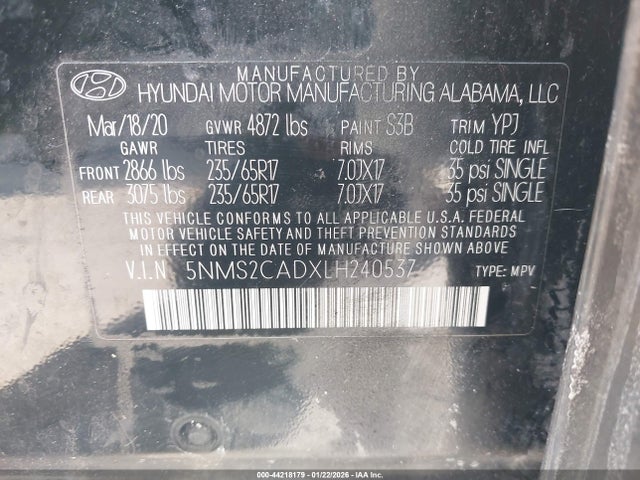 MANUFACTURED BY
HYUNDAI MOTOR MANUFACTURING ALABAMA, LLC
Mar/18/20 GVWR 4872 lbs PAINT S3B TRIM YPJ
GAWR TIRES RIMS COLD TIRE INFL
FRONT 2866 lbs 235/65R17 7.0JX17 35 psi SINGLE
REAR 3075 lbs 235/65R17 7.0JX17 35 psi SINGLE
THIS VEHICLE CONFORMS TO ALL APPLICABLE U.S.A. FEDERAL
MOTOR VEHICLE SAFETY AND THEFT PREVENTION STANDARDS
IN EFFECT ON THE DATE OF MANUFACTURE SHOWN ABOVE.
V.I.N 5NMS2CADXLH240537 TYPE: MPV
000-44218179 - 01/22/2026 - IAA Inc.